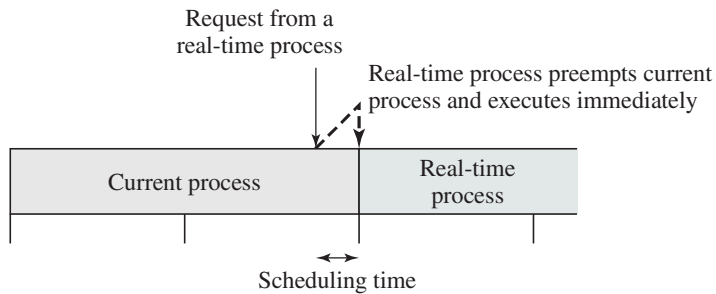 Request from a
real-time process
Real-time process preempts current
process and executes immediately
Current process
Real-time
process
Scheduling time